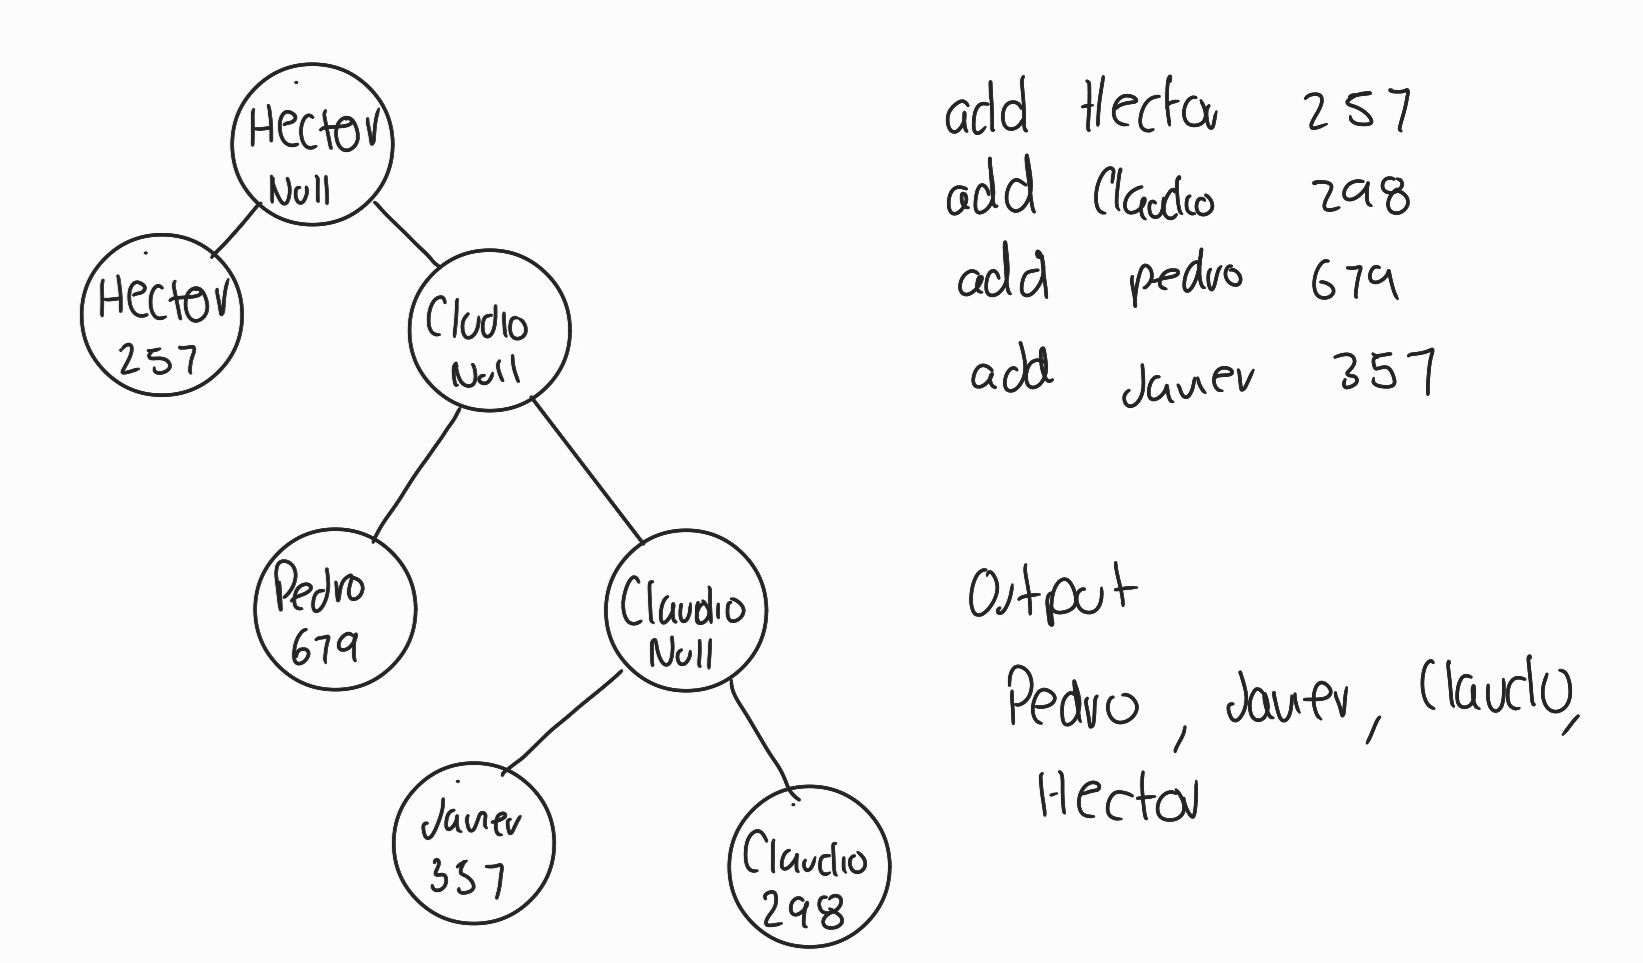 Hector
Null
Hector
257
Cludio
Null
Pedro
679
Claudio
Null
Javier
357
Claudio
298
add Hector 257
add Claudio 298
add pedro 679
add Javier 357
Output
Pedro, Javier, Claudio,
Hector